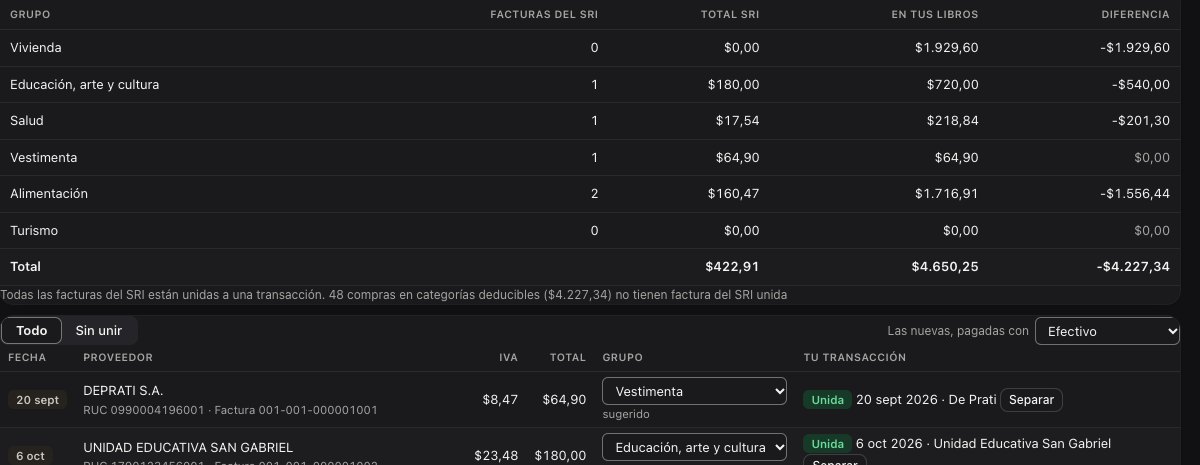 GRUPO FACTURAS DEL SRI TOTAL SRI EN TUS LIBROS DIFERENCIA
Vivienda 0 $0,00 $1.929,60 -$1.929,60
Educación, arte y cultura 1 $180,00 $720,00 -$540,00
Salud 1 $17,54 $218,84 -$201,30
Vestimenta 1 $64,90 $64,90 $0,00
Alimentación 2 $160,47 $1.716,91 -$1.556,44
Turismo 0 $0,00 $0,00 $0,00
Total $422,91 $4.650,25 -$4.227,34
Todas las facturas del SRI están unidas a una transacción. 48 compras en categorías deducibles ($4.227,34) no tienen factura del SRI unida
Todo Sin unir Las nuevas, pagadas con Efectivo
FECHA PROVEEDOR IVA TOTAL GRUPO TU TRANSACCIÓN
20 sept DEPRATI S.A. $8,47 $64,90 Vestimenta Unida 20 sept 2026 · De Prati Separar
RUC 0990004196001 · Factura 001-001-000001001 sugerido
6 oct UNIDAD EDUCATIVA SAN GABRIEL $23,48 $180,00 Educación, arte y cultura Unida 6 oct 2026 · Unidad Educativa San Gabriel
Separar